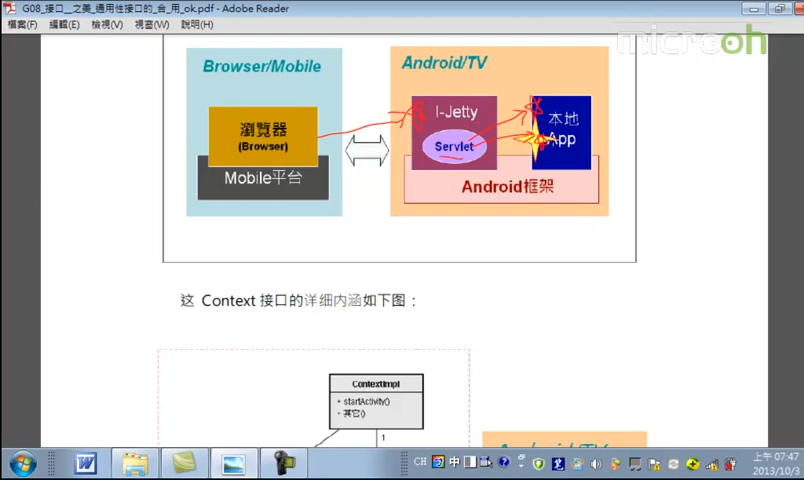 G08_接口__之美_通用性接口的_合_用_ok.pdf - Adobe Reader
檔案(F) 編輯(E) 檢視(V) 視窗(W) 說明(H)
microoh
Browser/Mobile
Android/TV
瀏覽器
(Browser)
Mobile平台
I-Jetty
Servlet
本地
App
Android框架
这 Context 接口的详细内涵如下图：
ContextImpl
+ startActivity()
+ 其它()
1
Android/TV
CH 中
上午 07:47
2013/10/3